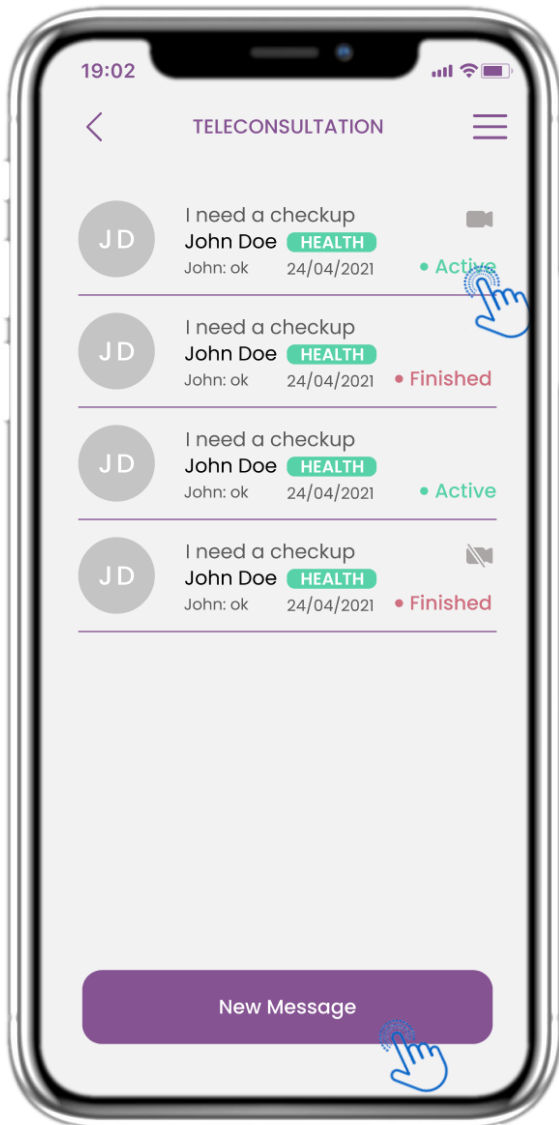 19:02
TELECONSULTATION
I need a checkup
JD
John Doe HEALTH
John: ok 24/04/2021 • Active
I need a checkup
JD
John Doe HEALTH
John: ok 24/04/2021 • Finished
I need a checkup
JD
John Doe HEALTH
John: ok 24/04/2021 • Active
I need a checkup
JD
John Doe HEALTH
John: ok 24/04/2021 • Finished
New Message